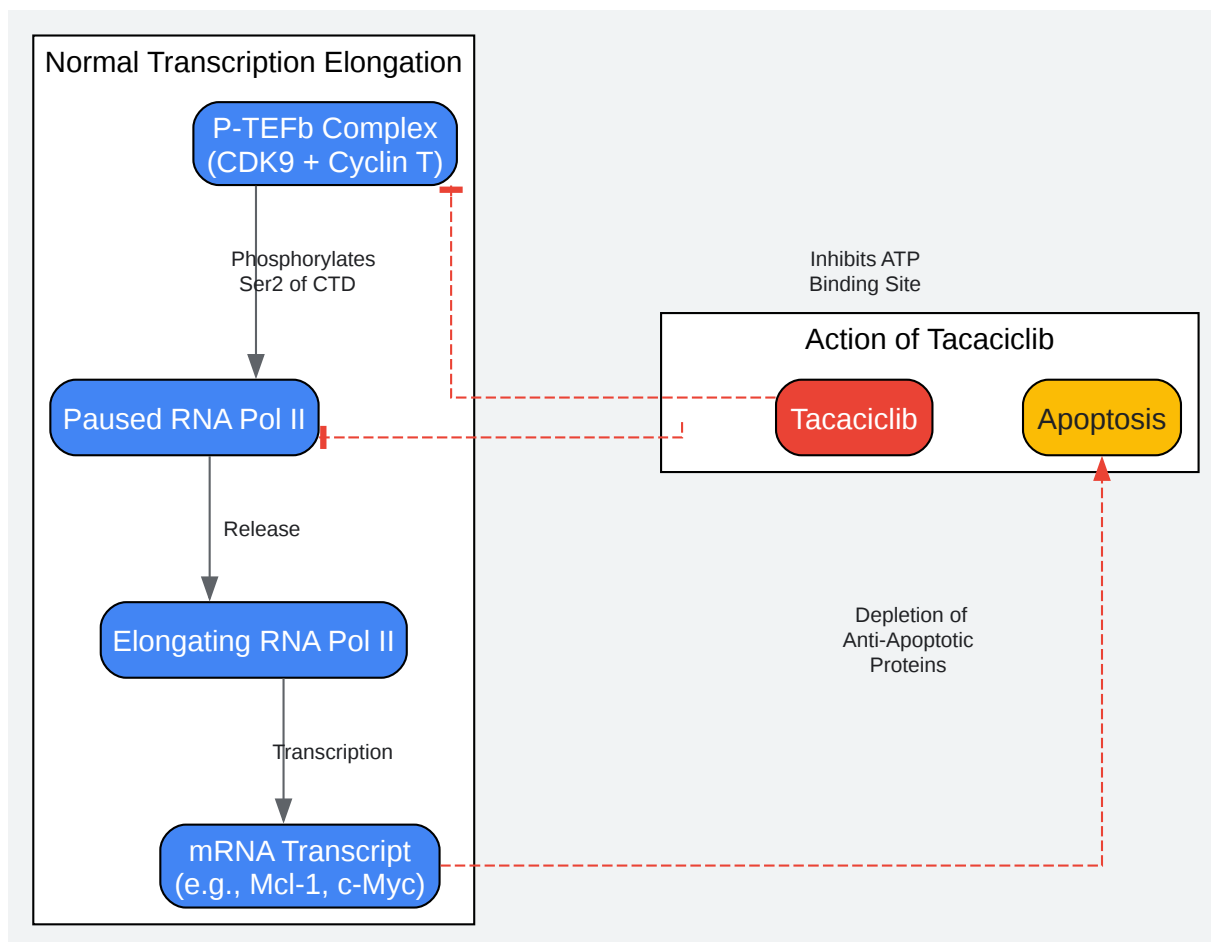 Normal Transcription Elongation
P-TEFb Complex
(CDK9 + Cyclin T)
Phosphorylates
Ser2 of CTD
Paused RNA Pol II
Release
Elongating RNA Pol II
Transcription
mRNA Transcript
(e.g., Mcl-1, c-Myc)
Inhibits ATP
Binding Site
Action of Tacaciclib
Tacaciclib
Apoptosis
Depletion of
Anti-Apoptotic
Proteins